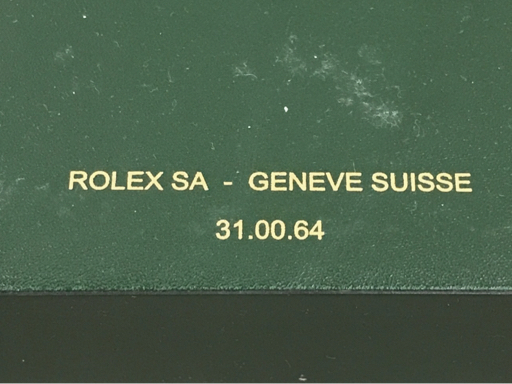 ROLEX SA - GENEVE SUISSE
31.00.64